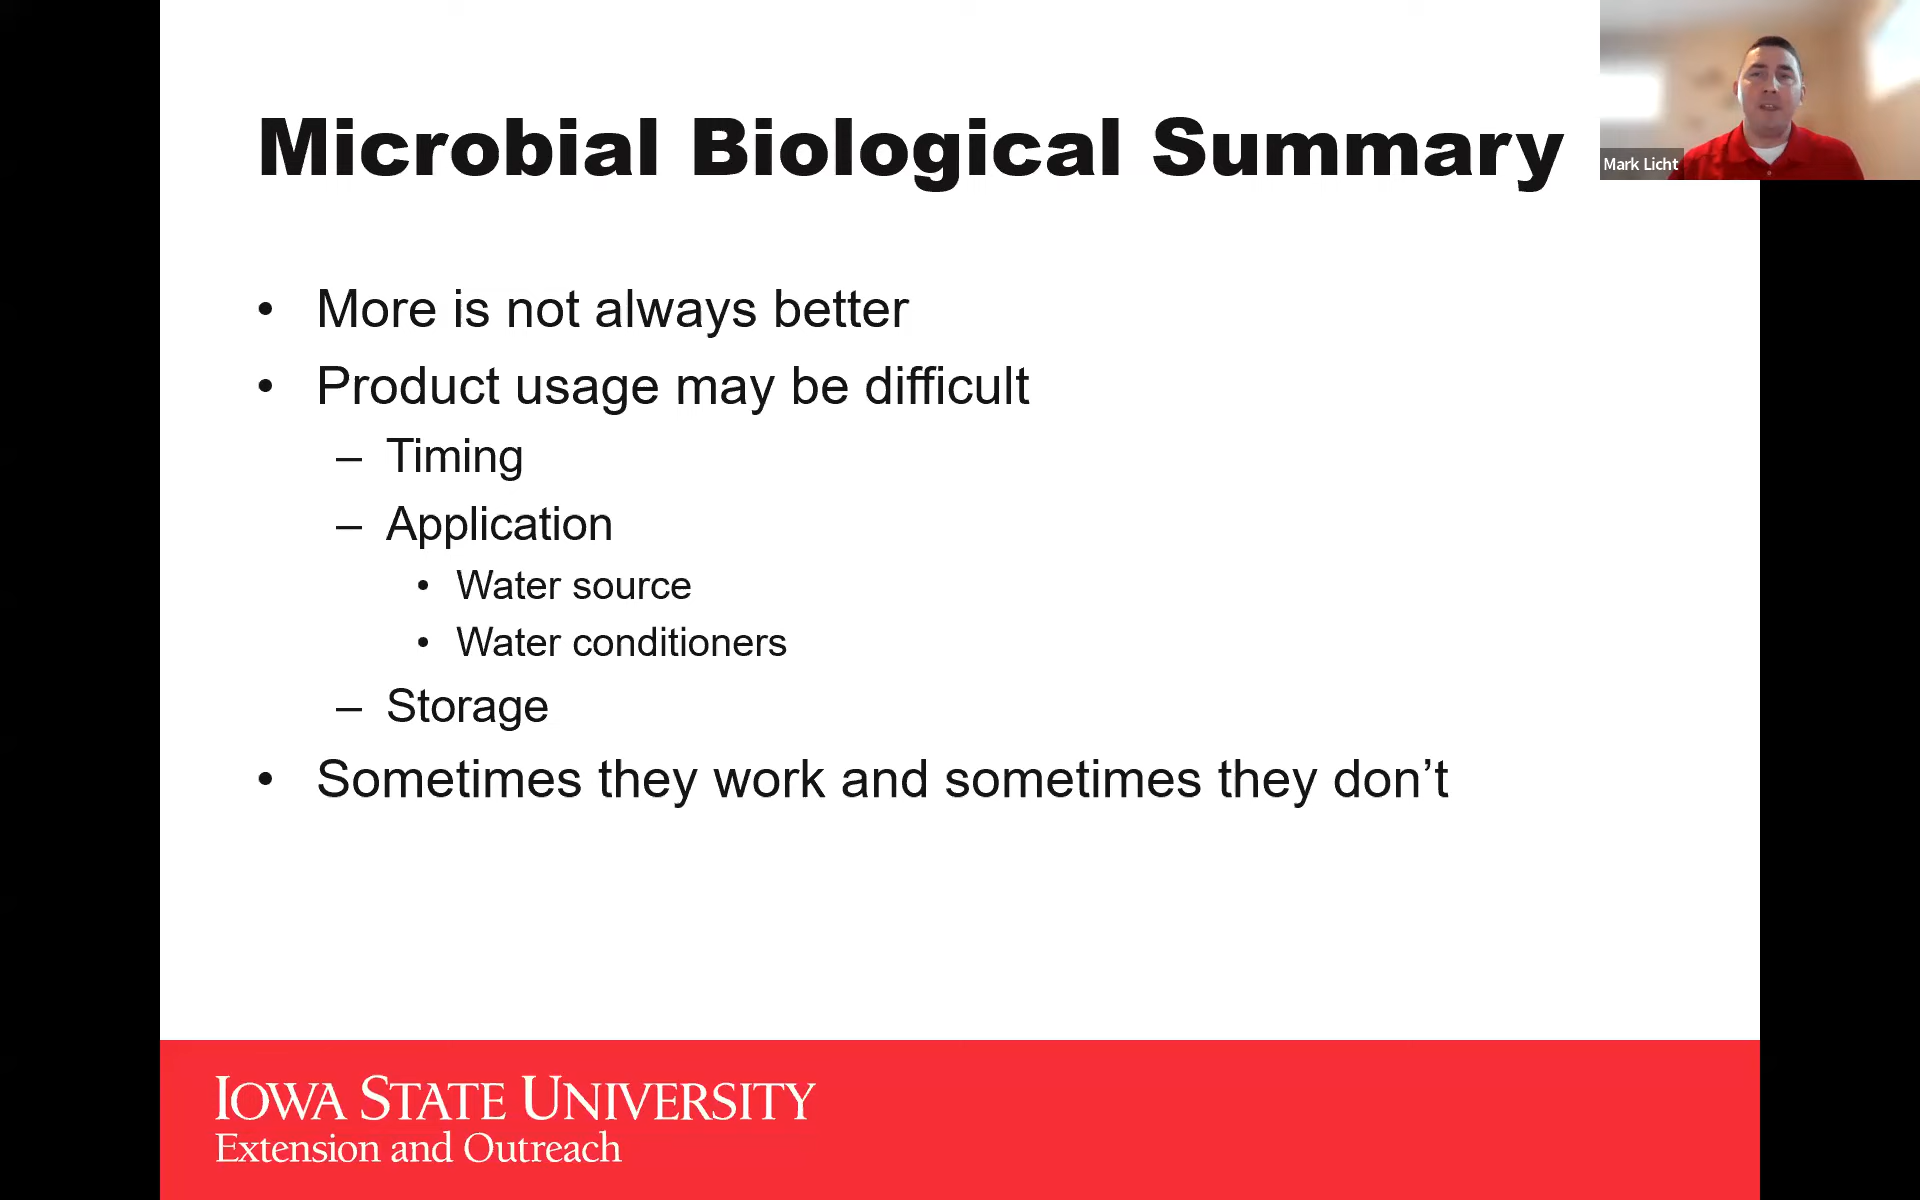 Microbial Biological Summary
Mark Licht
• More is not always better
• Product usage may be difficult
– Timing
– Application
• Water source
• Water conditioners
– Storage
• Sometimes they work and sometimes they don’t
IOWA STATE UNIVERSITY
Extension and Outreach